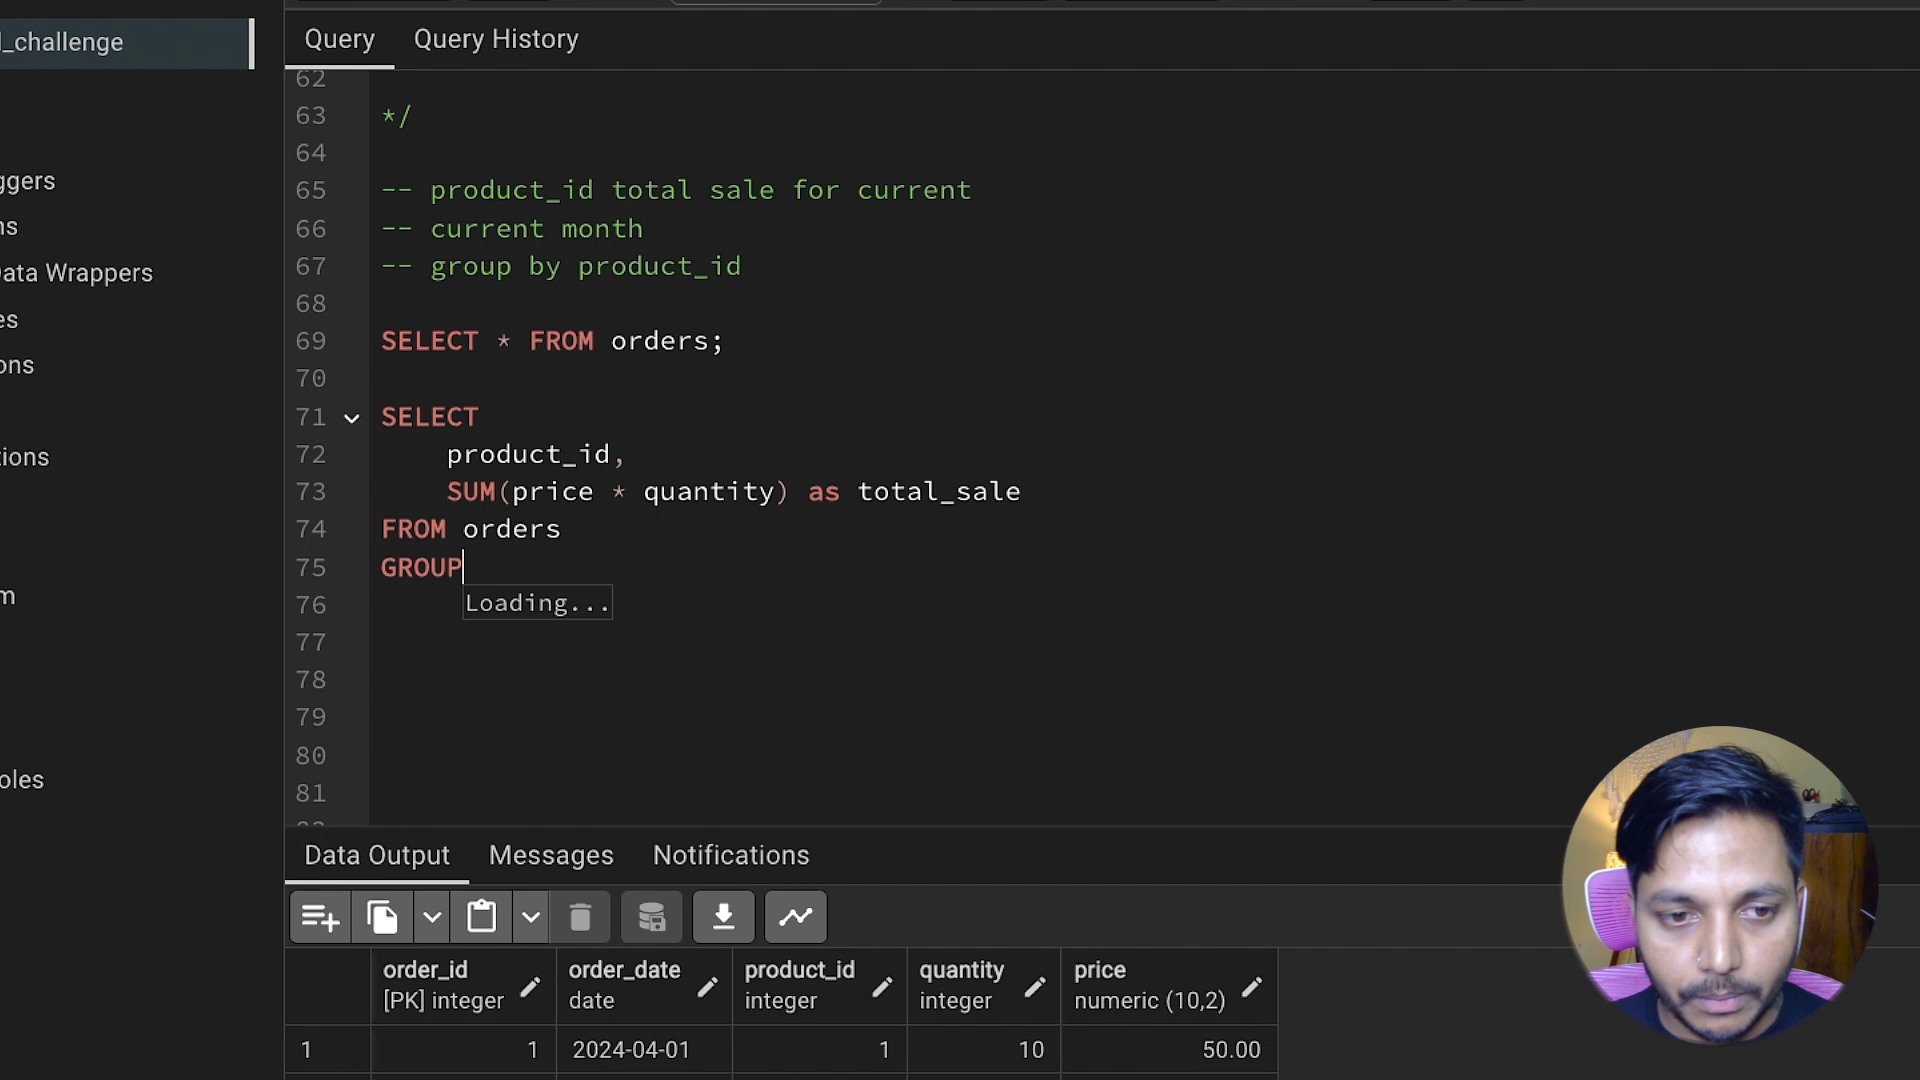 _challenge
ggers
ns
ata Wrappers
es
ons
tions
m
oles
Query
Query History
62
63 */
64
65 -- product_id total sale for current
66 -- current month
67 -- group by product_id
68
69 SELECT * FROM orders;
70
71 SELECT
72 product_id,
73 SUM(price * quantity) as total_sale
74 FROM orders
75 GROUP
76 Loading...
77
78
79
80
81
Data Output
Messages
Notifications
order_id
[PK] integer
order_date
date
product_id
integer
quantity
integer
price
numeric (10,2)
1 1 2024-04-01 1 10 50.00